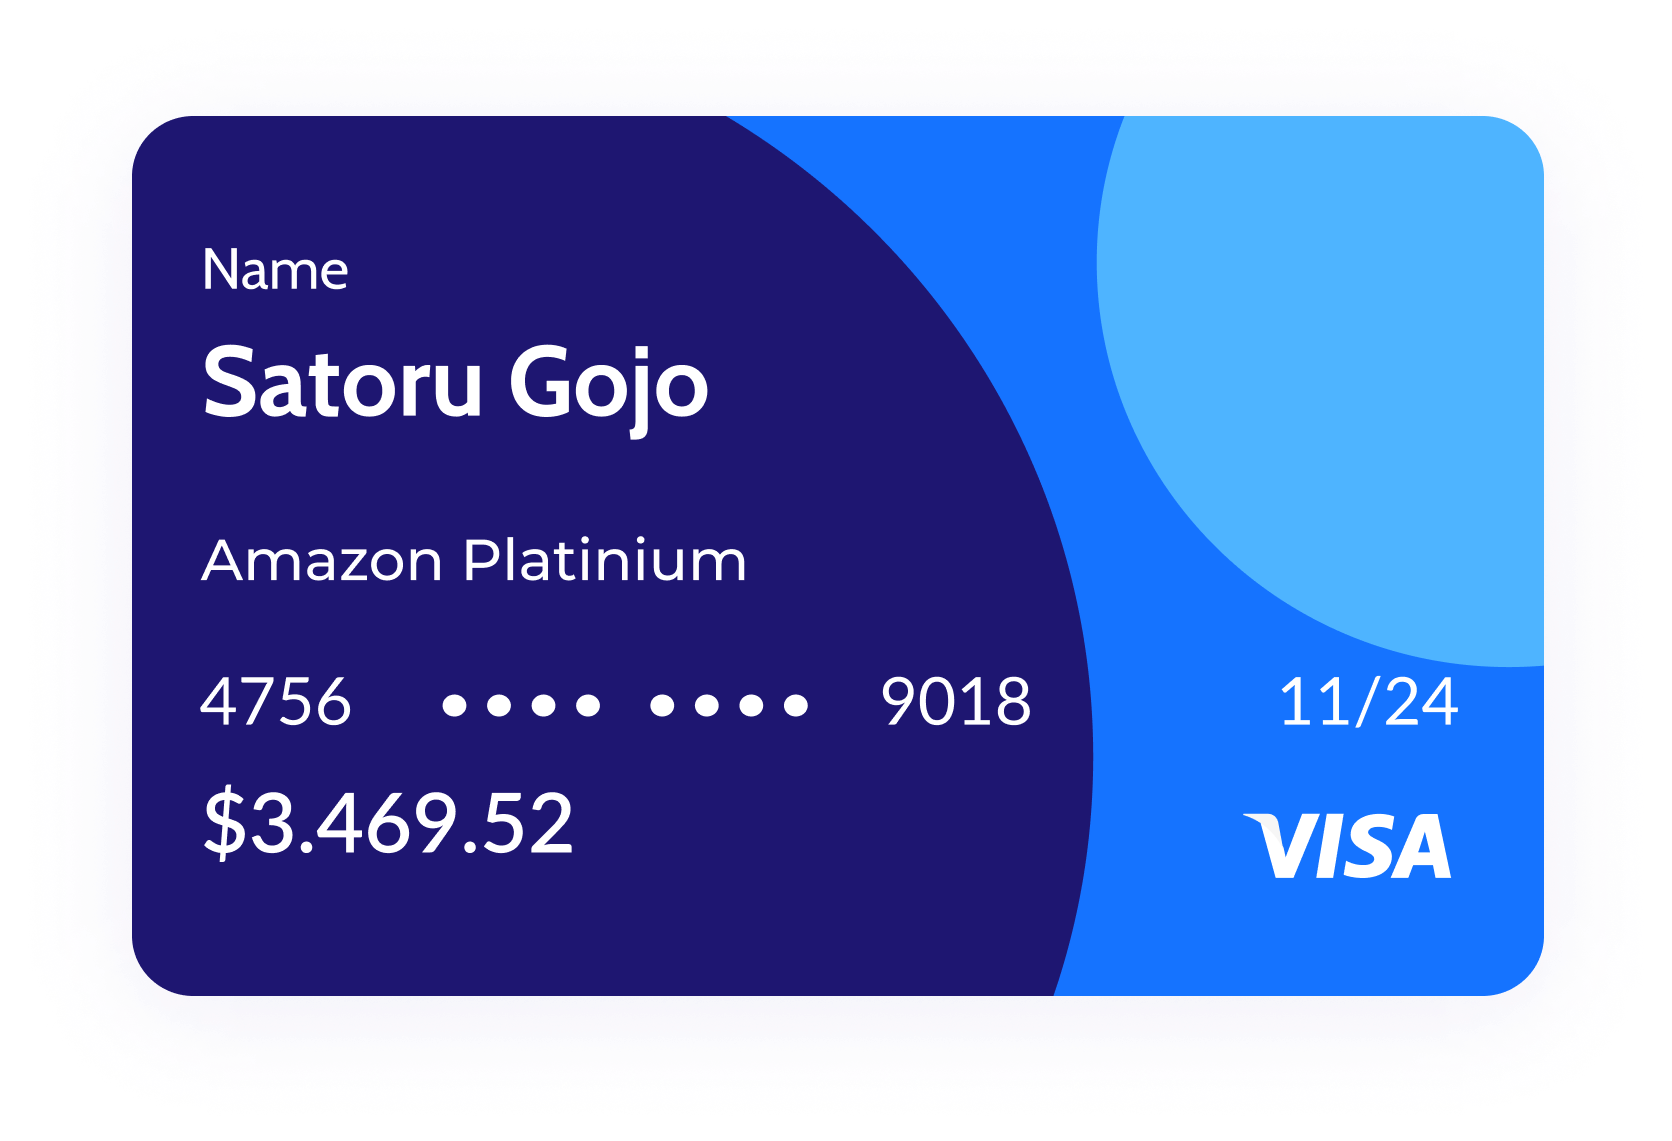 Name
Satoru Gojo
Amazon Platinium
4756 •••• •••• 9018 11/24
$3.469.52
VISA